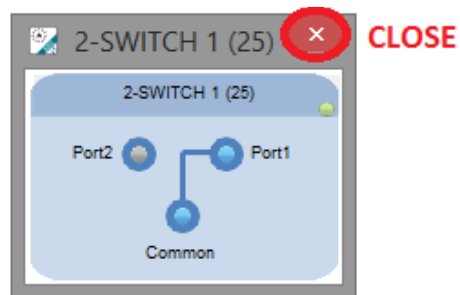 2-SWITCH 1 (25) × CLOSE
2-SWITCH 1 (25)
Port2 Port1
Common